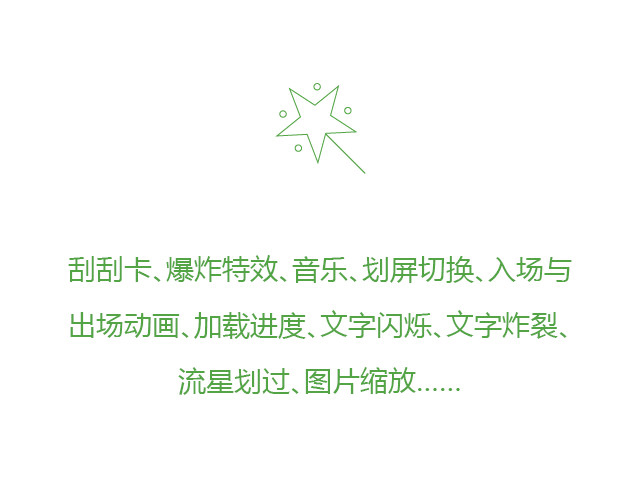 刮刮卡、爆炸特效、音乐、划屏切换、入场与
出场动画、加载进度、文字闪烁、文字炸裂、
流星划过、图片缩放……